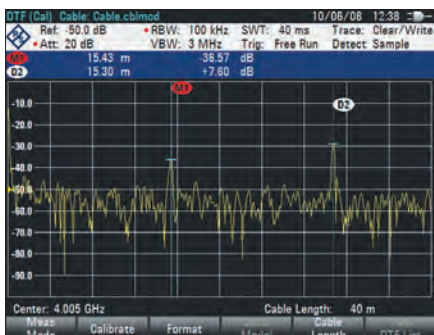 DTF (Cal) Cable: Cable.cblmod 10/06/08 12:38
Ref: -50.0 dB • RBW: 100 kHz SWT: 40 ms Trace: Clear/Write
• Att: 20 dB VBW: 3 MHz Trig: Free Run Detect: Sample
M1 15.43 m -36.57 dB
D2 15.30 m +7.60 dB
M1
D2
-10.0
-20.0
-30.0
-40.0
-50.0
-60.0
-70.0
-80.0
-90.0
Center: 4.005 GHz Cable Length: 40 m
Meas Mode Calibrate Format Cable Model Cable Length DTF List